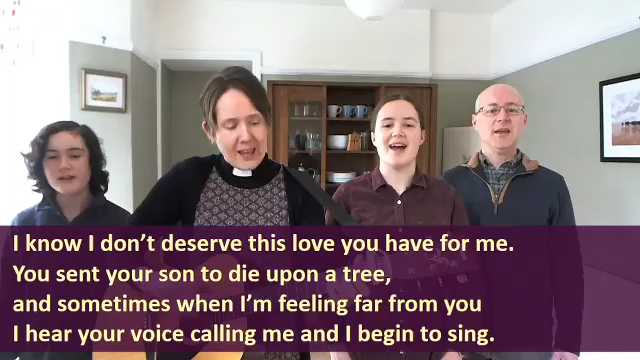 I know I don't deserve this love you have for me.
You sent your son to die upon a tree,
and sometimes when I'm feeling far from you
I hear your voice calling me and I begin to sing.